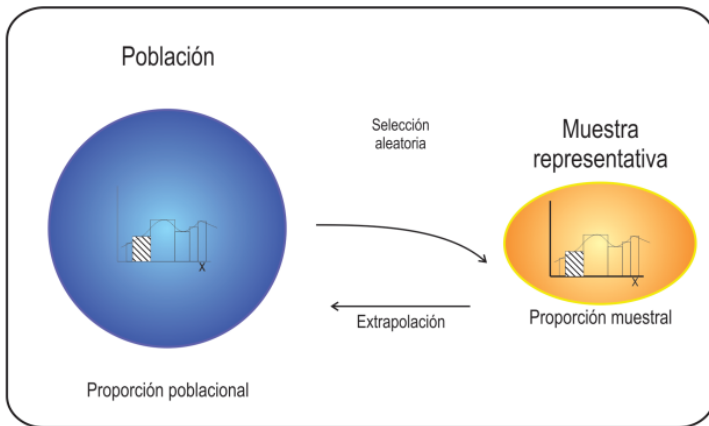 Población
Selección
aleatoria
Muestra
representativa
X
X
Extrapolación
Proporción muestral
Proporción poblacional